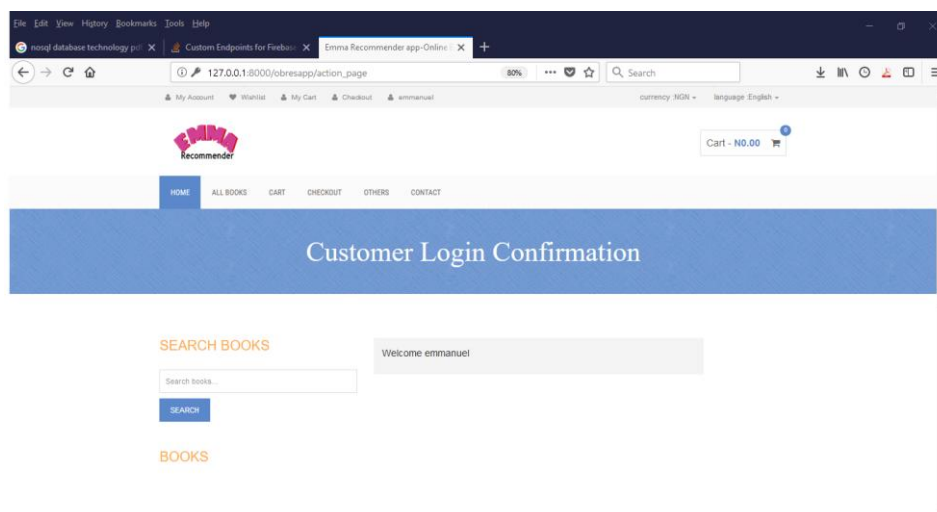 File Edit View History Bookmarks Tools Help
nosql database technology pdf
Custom Endpoints for Firebase
Emma Recommender app-Online
127.0.0.1:8000/obresapp/action_page
80%
Search
My Account Wishlist My Cart Checkout emmanuel
currency :NGN
language :English
EMMA
Recommender
Cart - N0.00
0
HOME ALL BOOKS CART CHECKOUT OTHERS CONTACT
Customer Login Confirmation
SEARCH BOOKS
Welcome emmanuel
Search books...
SEARCH
BOOKS